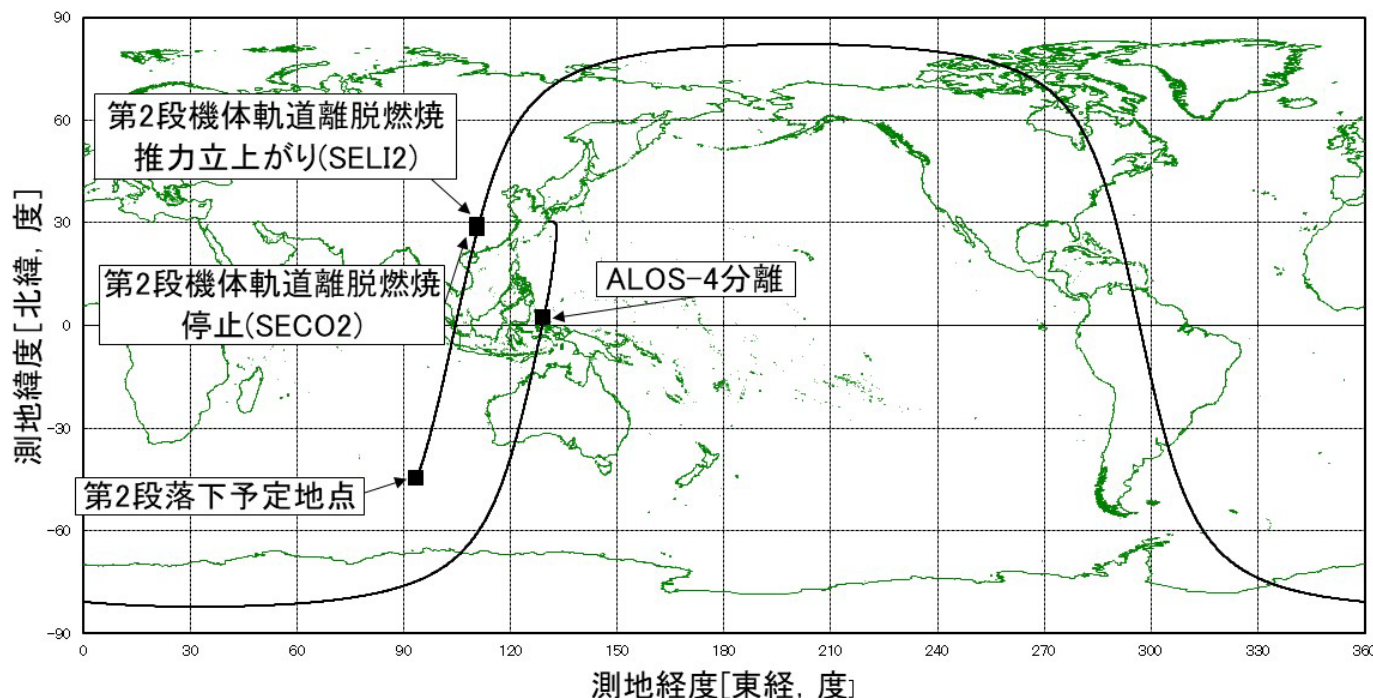 90
60
30
0
-30
-60
-90
測地緯度[北緯, 度]
第2段機体軌道離脱燃焼
推力立上がり(SELI2)
第2段機体軌道離脱燃焼
停止(SECO2)
ALOS-4分離
第2段落下予定地点
0
30
60
90
120
150
180
210
240
270
300
330
360
測地経度[東経, 度]